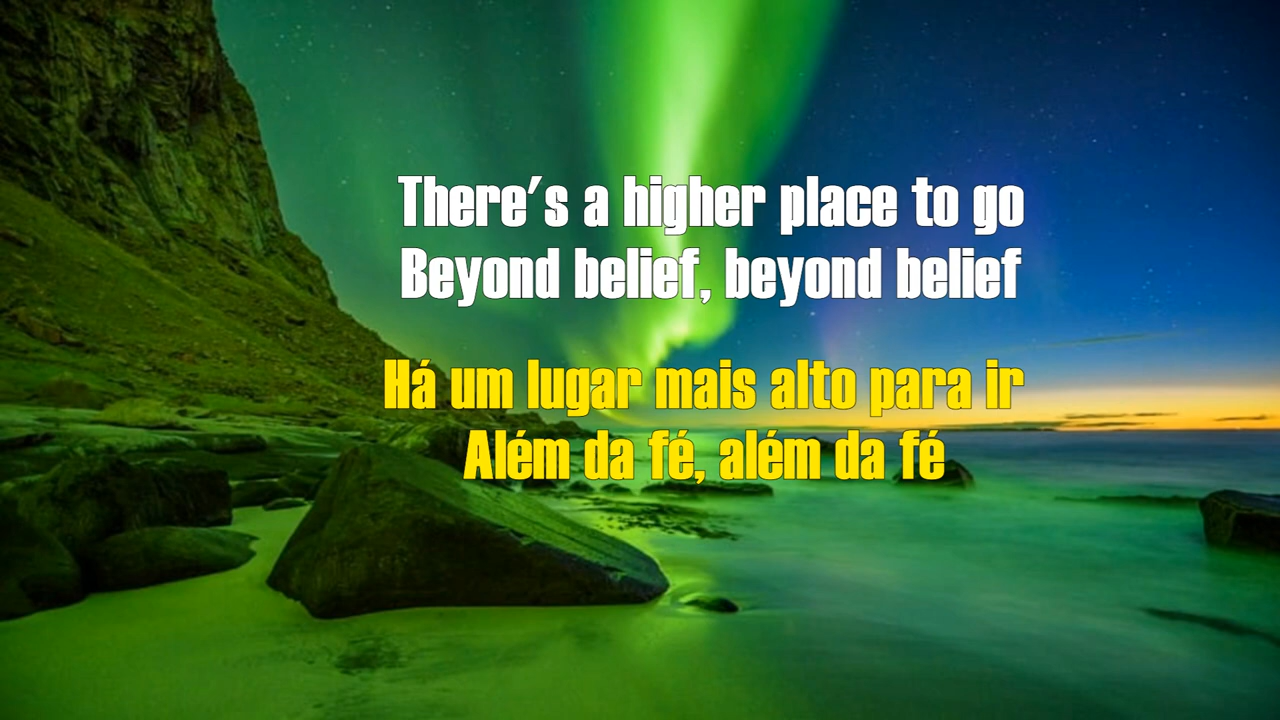 There's a higher place to go
Beyond belief, beyond belief
Há um lugar mais alto para ir
Além da fé, além da fé